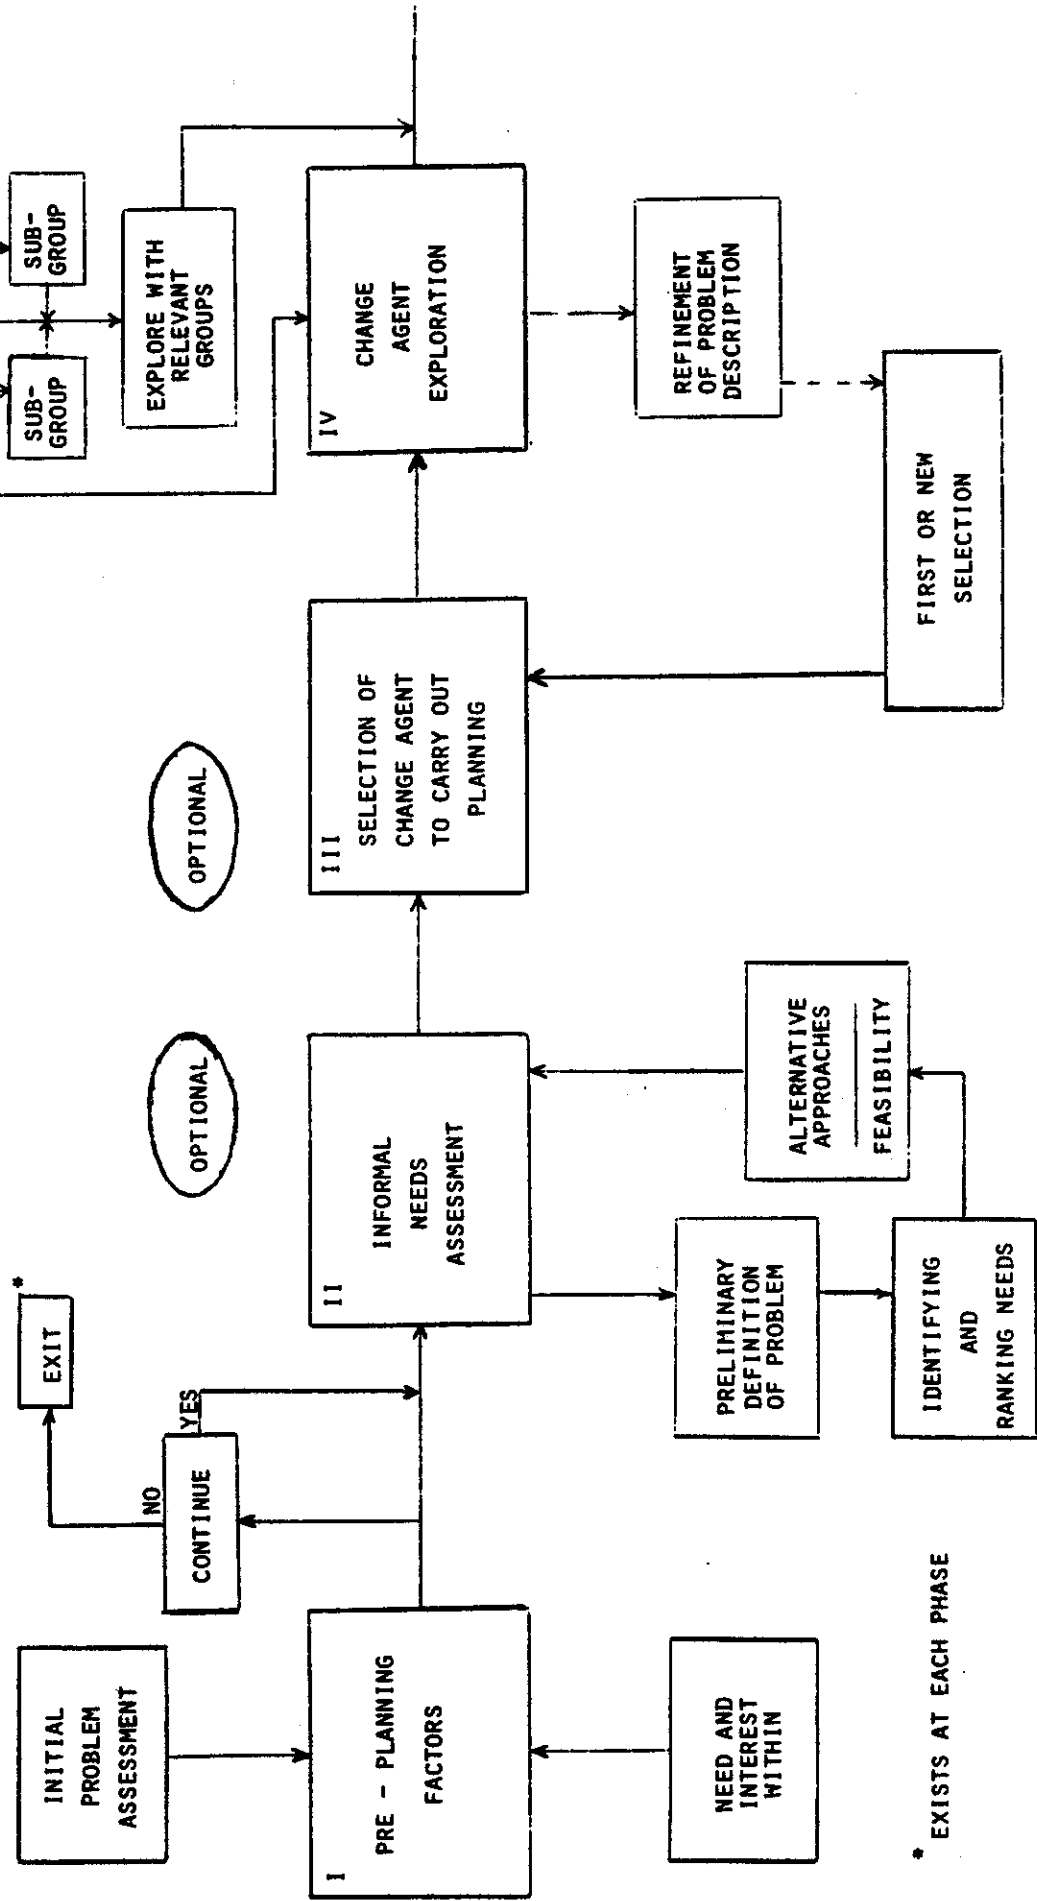 INITIAL
PROBLEM
ASSESSMENT
*
EXIT
NO
YES
CONTINUE
OPTIONAL
OPTIONAL
SUB-
GROUP
SUB-
GROUP
EXPLORE WITH
RELEVANT
GROUPS
I
PRE - PLANNING
FACTORS
II
INFORMAL
NEEDS
ASSESSMENT
III
SELECTION OF
CHANGE AGENT
TO CARRY OUT
PLANNING
IV
CHANGE
AGENT
EXPLORATION
NEED AND
INTEREST
WITHIN
PRELIMINARY
DEFINITION
OF PROBLEM
IDENTIFYING
AND
RANKING NEEDS
ALTERNATIVE
APPROACHES
FEASIBILITY
REFINEMENT
OF PROBLEM
DESCRIPTION
FIRST OR NEW
SELECTION
* EXISTS AT EACH PHASE